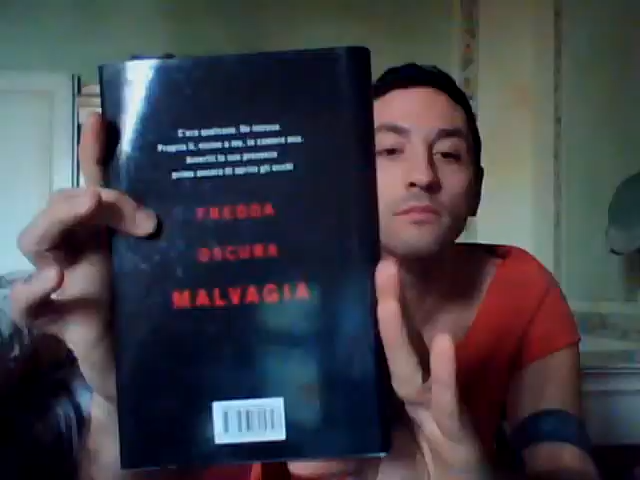 C'era qualcuno. Un intruso.
Proprio lì, vicino a me, in camera mia.
Avvertii la sua presenza
prima ancora di aprire gli occhi
FREDDA
OSCURA
MALVAGIA